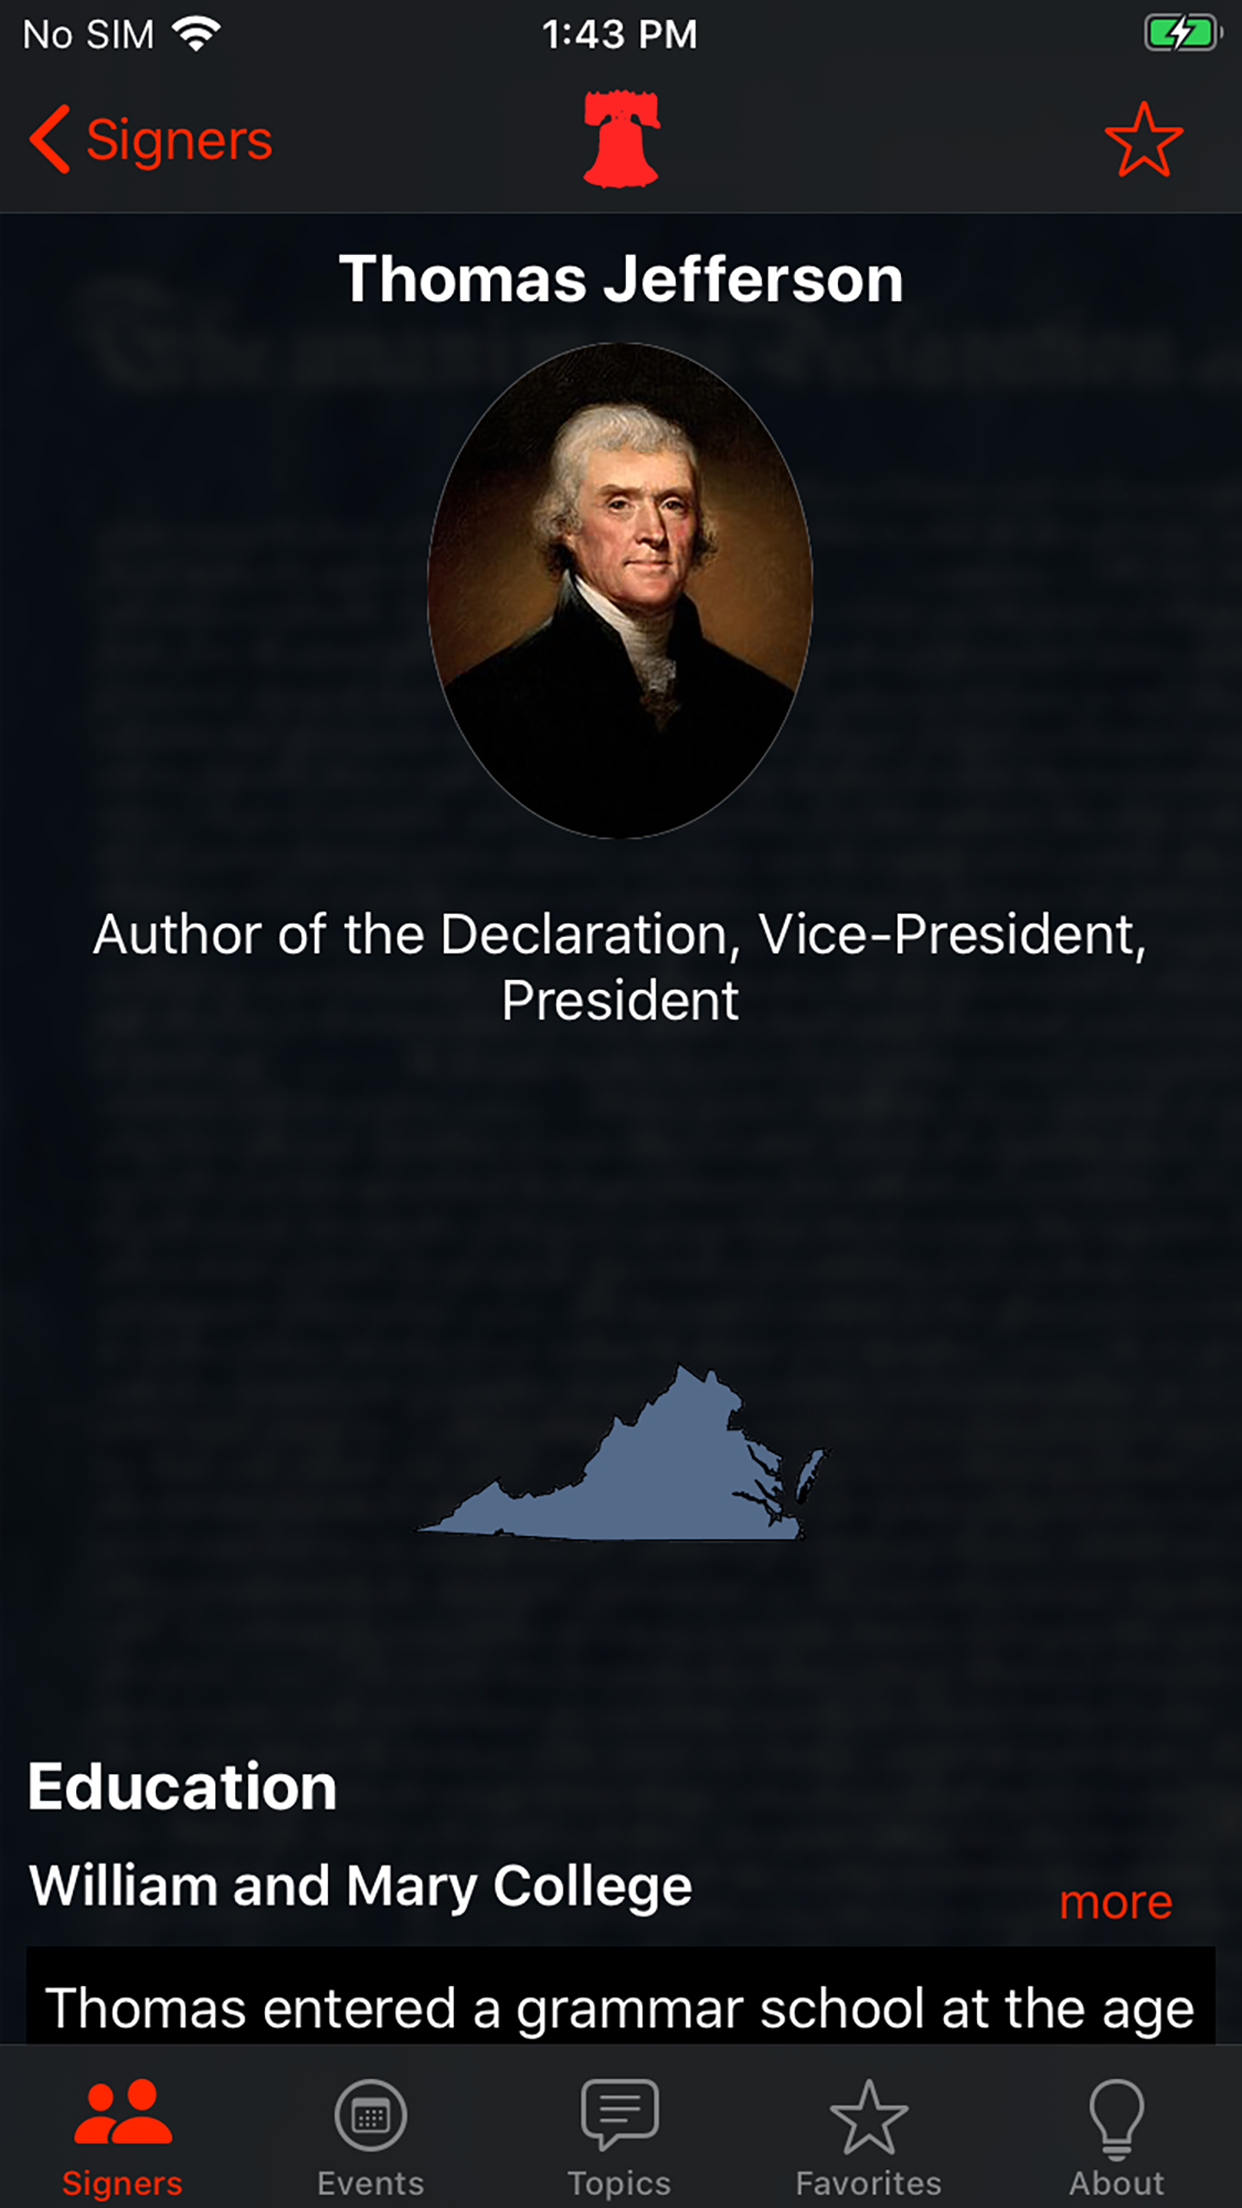 No SIM 1:43 PM
Signers
Thomas Jefferson
Author of the Declaration, Vice-President,
President
Education
William and Mary College
more
Thomas entered a grammar school at the age
Signers Events Topics Favorites About